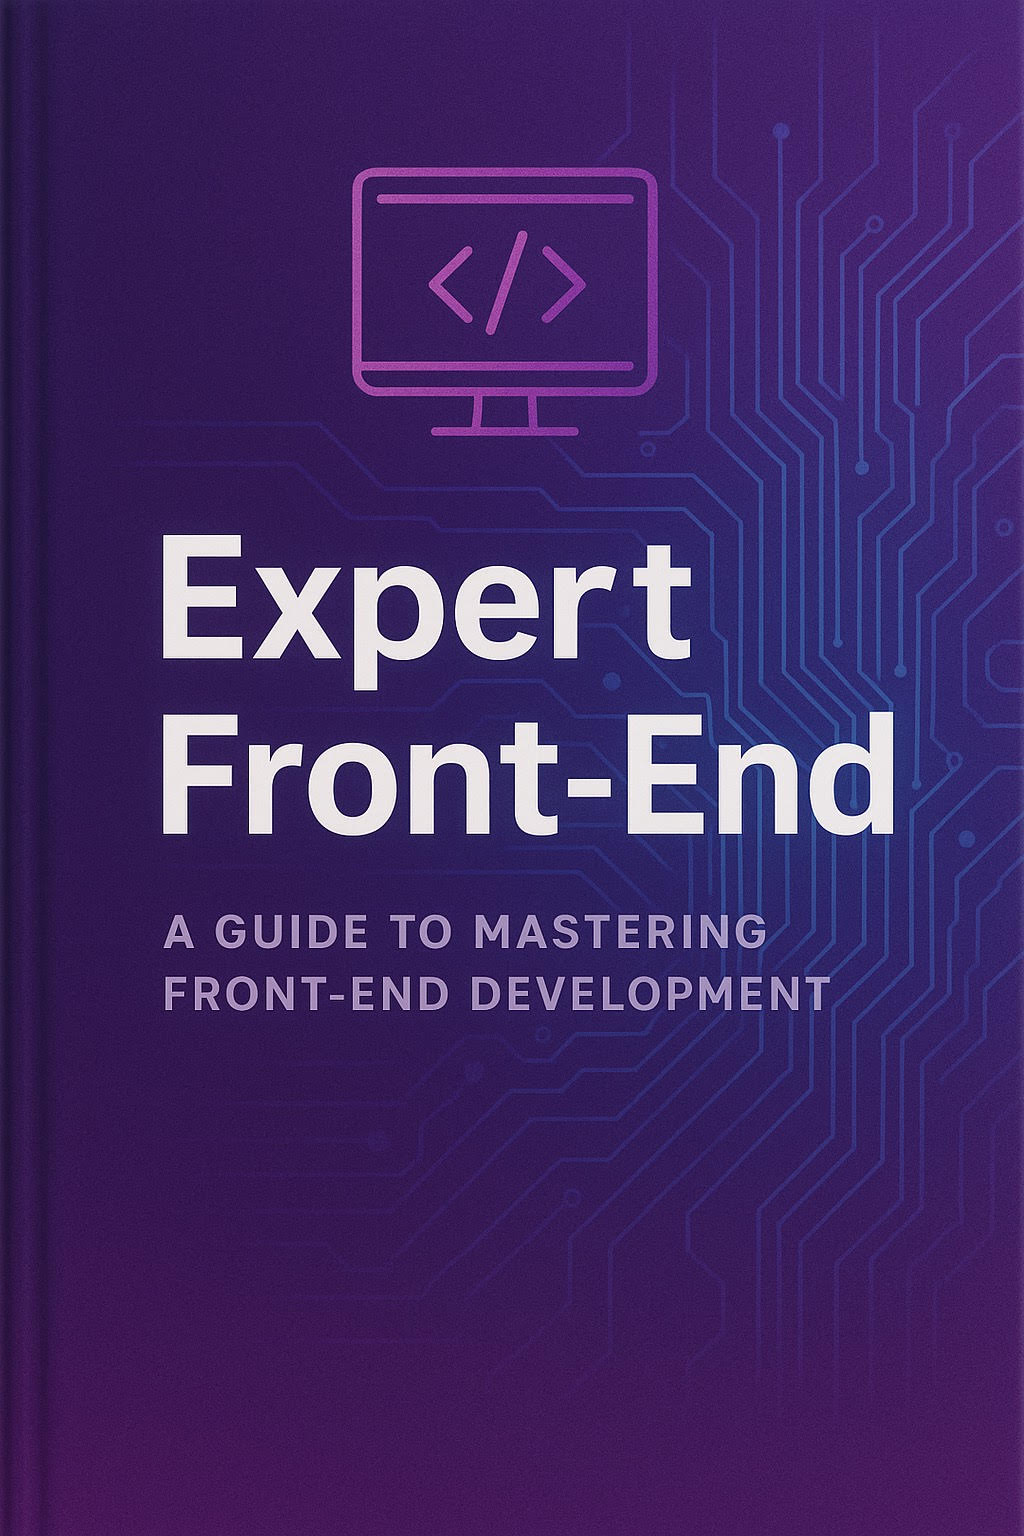 </>
Expert
Front-End
A GUIDE TO MASTERING
FRONT-END DEVELOPMENT